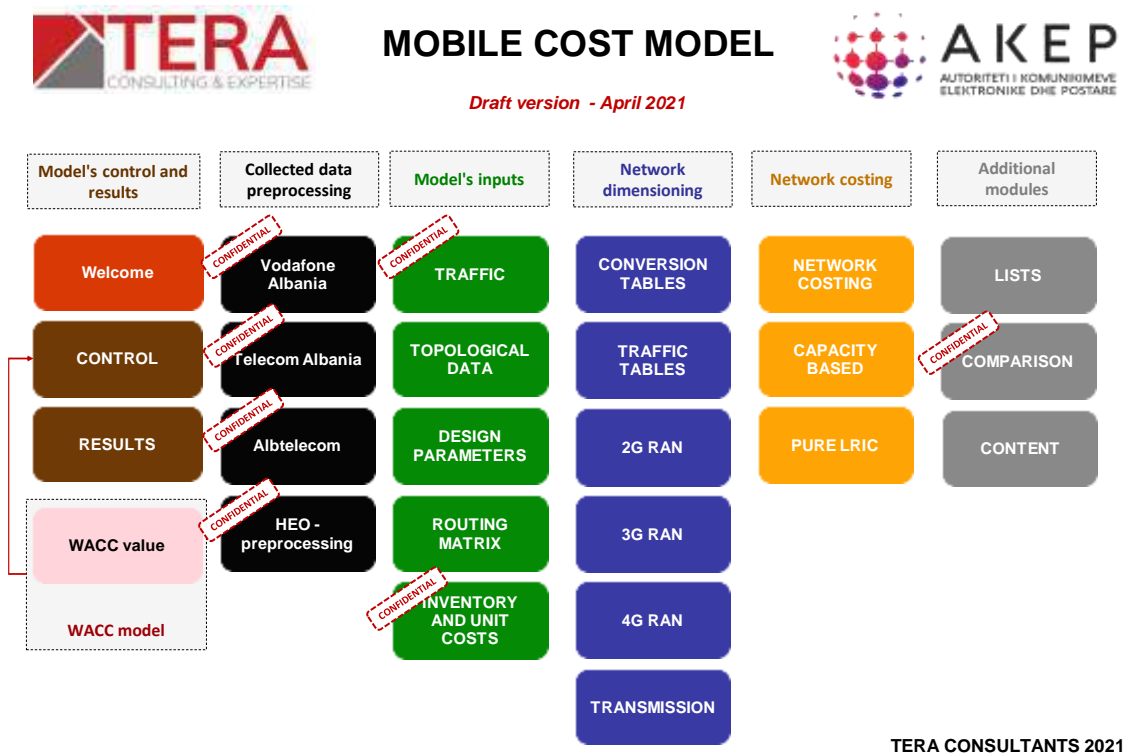 TERA
CONSULTING & EXPERTISE
MOBILE COST MODEL
Draft version - April 2021
AKEP
AUTORITETI I KOMUNIKIMEVE
ELEKTRONIKE DHE POSTARE
Model's control and
results
Collected data
preprocessing
Model's inputs
Network
dimensioning
Network costing
Additional
modules
Welcome
CONFIDENTIAL
Vodafone
Albania
CONFIDENTIAL
TRAFFIC
CONVERSION
TABLES
NETWORK
COSTING
LISTS
CONTROL
CONFIDENTIAL
Telecom Albania
TOPOLOGICAL
DATA
TRAFFIC
TABLES
CAPACITY
BASED
CONFIDENTIAL
COMPARISON
RESULTS
CONFIDENTIAL
Albtelecom
DESIGN
PARAMETERS
2G RAN
PURE LRIC
CONTENT
WACC value
CONFIDENTIAL
HEO -
preprocessing
ROUTING
MATRIX
3G RAN
WACC model
CONFIDENTIAL
INVENTORY
AND UNIT
COSTS
4G RAN
TRANSMISSION
TERA CONSULTANTS 2021